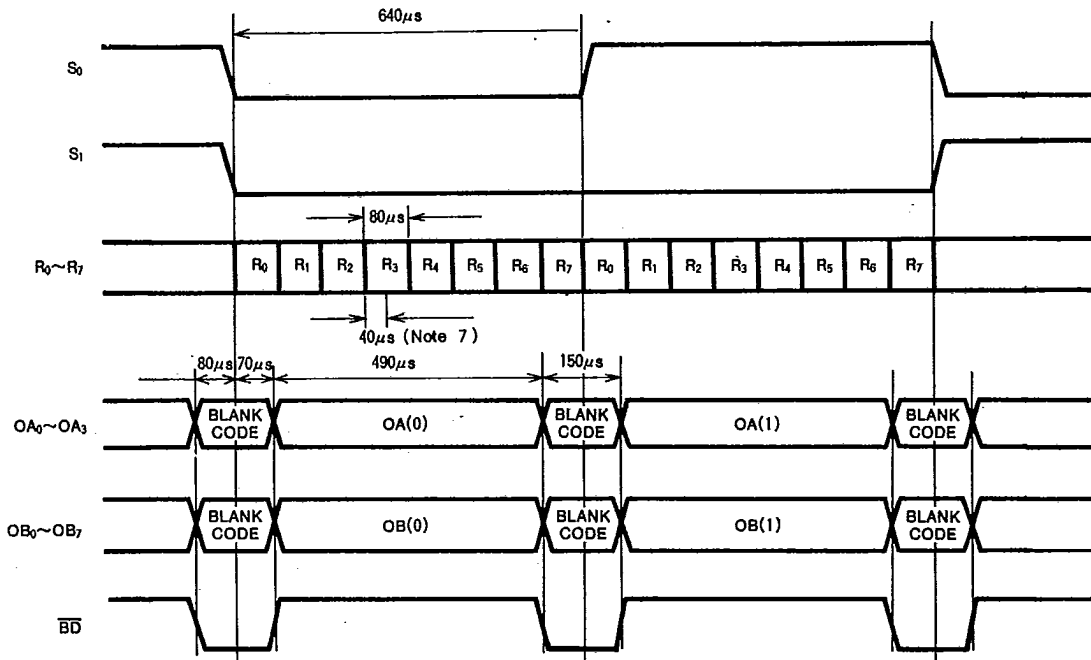 640μs
S₀
S₁
80μs
R₀~R₇ R₀ R₁ R₂ R₃ R₄ R₅ R₆ R₇ R₀ R₁ R₂ R₃ R₄ R₅ R₆ R₇
40μs (Note 7)
80μs 70μs 490μs 150μs
OA₀~OA₃ BLANK CODE OA(0) BLANK CODE OA(1) BLANK CODE
OB₀~OB₇ BLANK CODE OB(0) BLANK CODE OB(1) BLANK CODE
B̅D̅